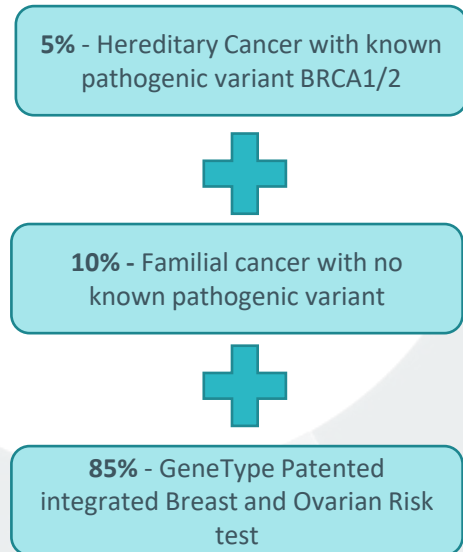 5% - Hereditary Cancer with known
pathogenic variant BRCA1/2
10% - Familial cancer with no
known pathogenic variant
85% - GeneType Patented
integrated Breast and Ovarian Risk
test